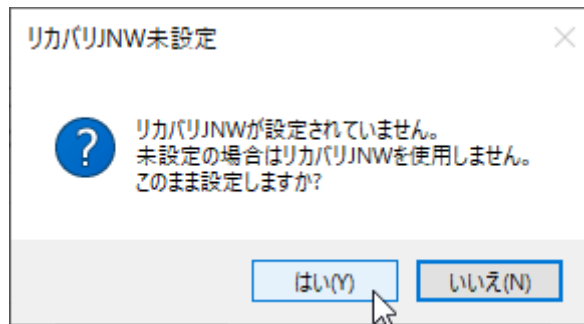 リカバリJNW未設定
リカバリJNWが設定されていません。
未設定の場合はリカバリJNWを使用しません。
このまま設定しますか?
はい(Y)
いいえ(N)